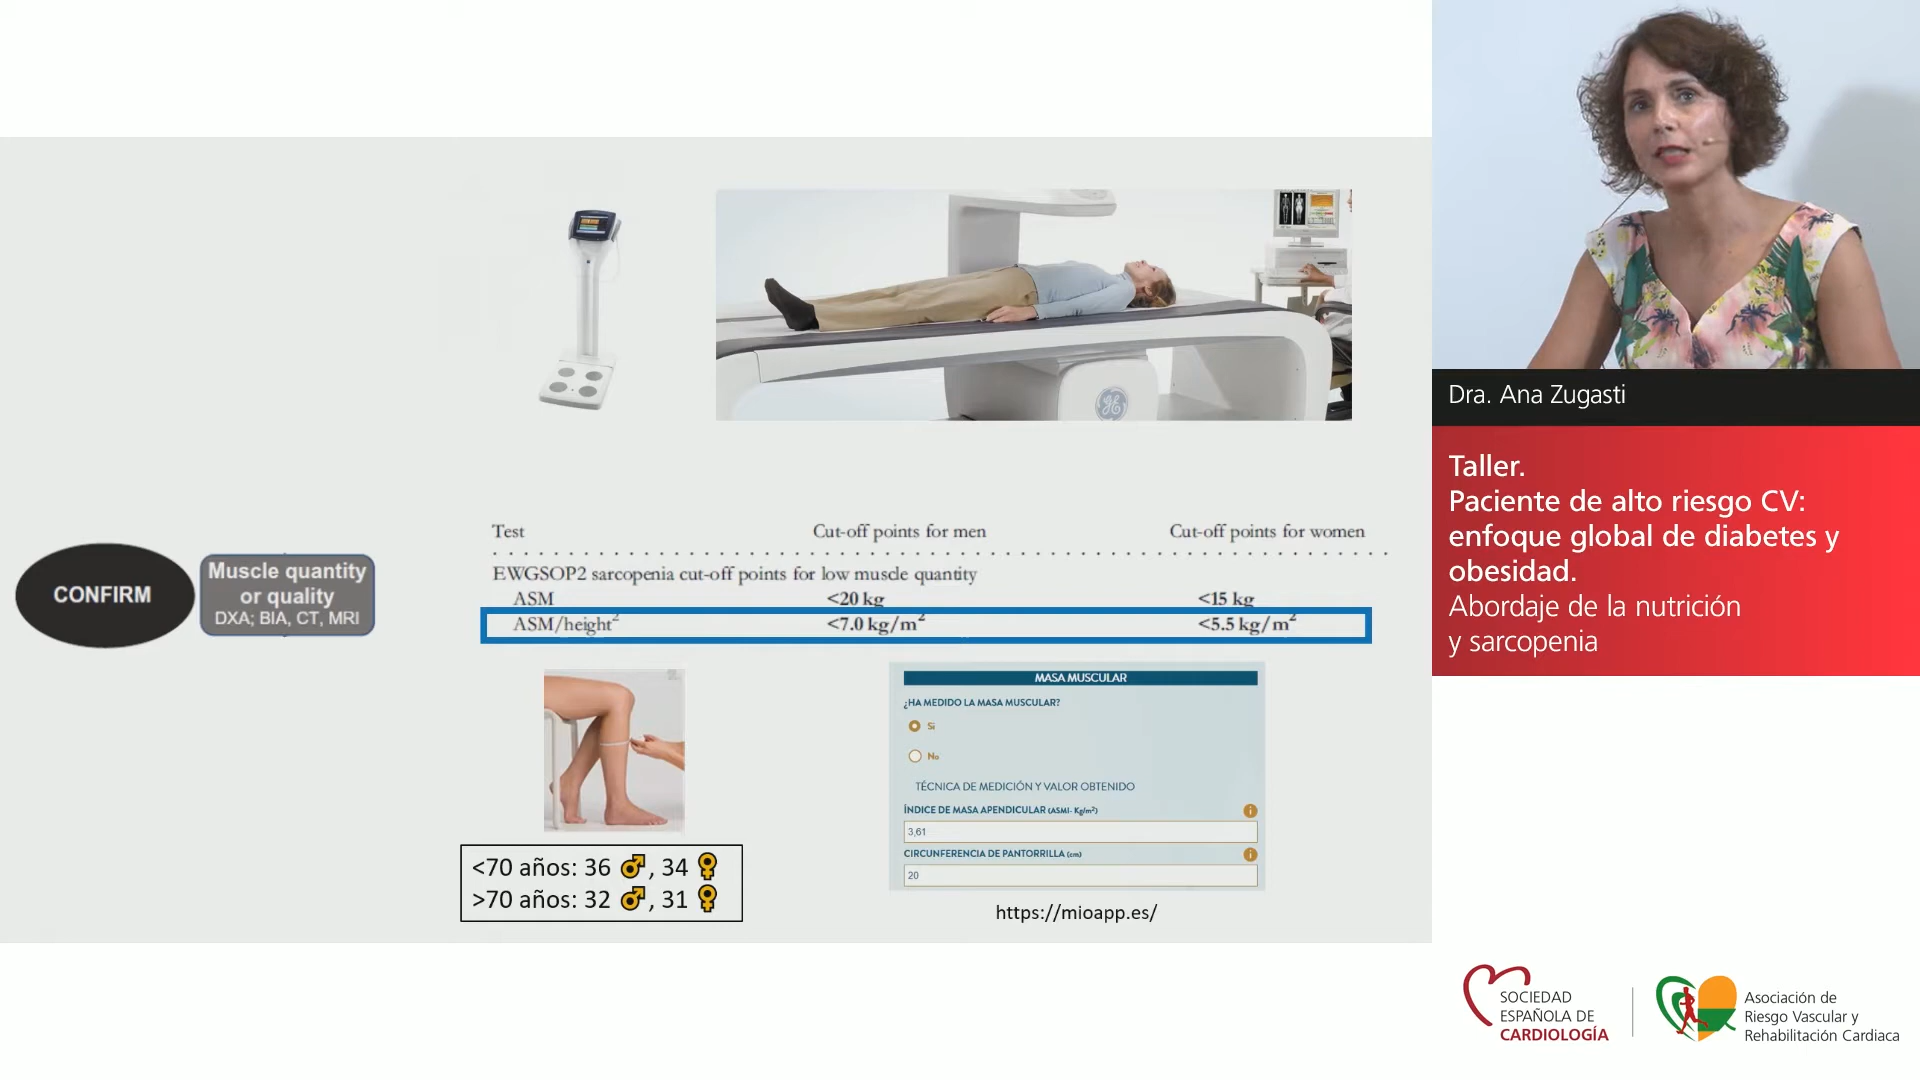 CONFIRM
Muscle quantity
or quality
DXA; BIA, CT, MRI
Test Cut-off points for men Cut-off points for women
EWGSOP2 sarcopenia cut-off points for low muscle quantity
ASM <20 kg <15 kg
ASM/height² <7.0 kg/m² <5.5 kg/m²
GE
<70 años: 36 ♂, 34 ♀
>70 años: 32 ♂, 31 ♀
MASA MUSCULAR
¿HA MEDIDO LA MASA MUSCULAR?
Si
No
TÉCNICA DE MEDICIÓN Y VALOR OBTENIDO
ÍNDICE DE MASA APENDICULAR (ASMI- Kg/m²)
3,61
CIRCUNFERENCIA DE PANTORRILLA (cm)
20
https://mioapp.es/
Dra. Ana Zugasti
Taller.
Paciente de alto riesgo CV:
enfoque global de diabetes y
obesidad.
Abordaje de la nutrición
y sarcopenia
SOCIEDAD
ESPAÑOLA DE
CARDIOLOGÍA
Asociación de
Riesgo Vascular y
Rehabilitación Cardiaca